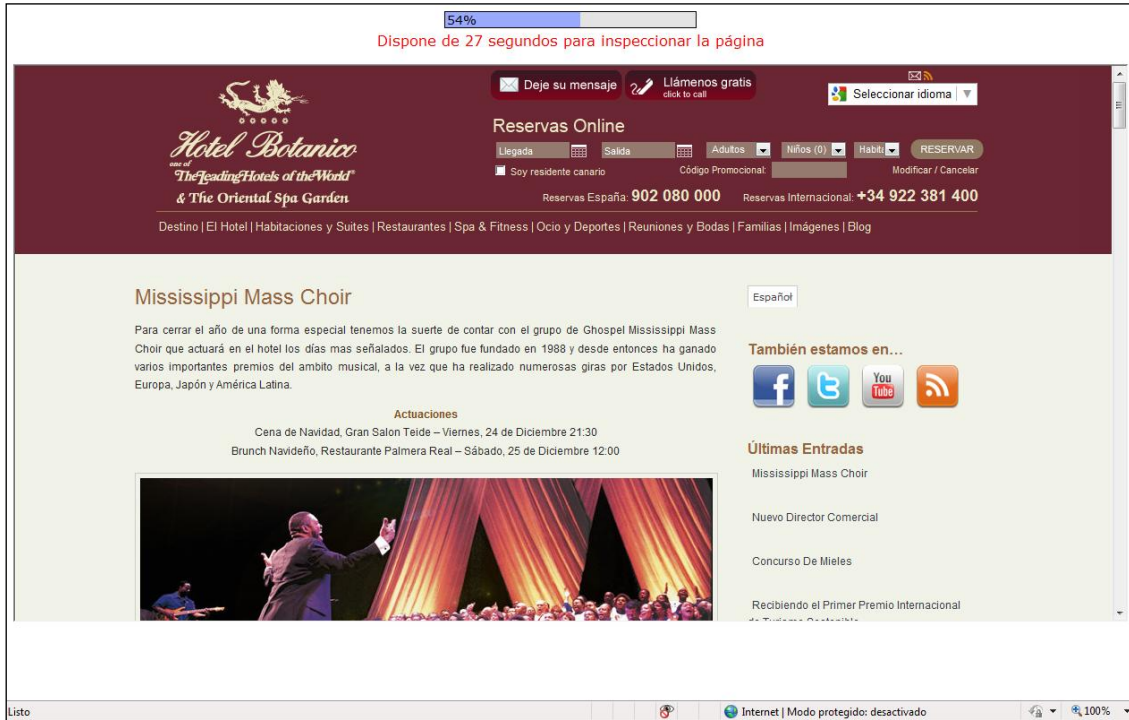 54%
Dispone de 27 segundos para inspeccionar la página
Deje su mensaje
Llámenos gratis
click to call
Seleccionar idioma
Hotel Botanico
one of
The Leading Hotels of the World®
& The Oriental Spa Garden
Reservas Online
Llegada Salida Adultos Niños (0) Habita RESERVAR
Soy residente canario Código Promocional: Modificar / Cancelar
Reservas España: 902 080 000 Reservas Internacional: +34 922 381 400
Destino | El Hotel | Habitaciones y Suites | Restaurantes | Spa & Fitness | Ocio y Deportes | Reuniones y Bodas | Familias | Imágenes | Blog
Mississippi Mass Choir
Para cerrar el año de una forma especial tenemos la suerte de contar con el grupo de Ghospel Mississippi Mass
Choir que actuará en el hotel los días mas señalados. El grupo fue fundado en 1988 y desde entonces ha ganado
varios importantes premios del ambito musical, a la vez que ha realizado numerosas giras por Estados Unidos,
Europa, Japón y América Latina.
Actuaciones
Cena de Navidad, Gran Salon Teide – Viernes, 24 de Diciembre 21:30
Brunch Navideño, Restaurante Palmera Real – Sábado, 25 de Diciembre 12:00
Español
También estamos en…
You
Tube
Últimas Entradas
Mississippi Mass Choir
Nuevo Director Comercial
Concurso De Mieles
Recibiendo el Primer Premio Internacional
de Turismo Sostenible
Listo
Internet | Modo protegido: desactivado
100%